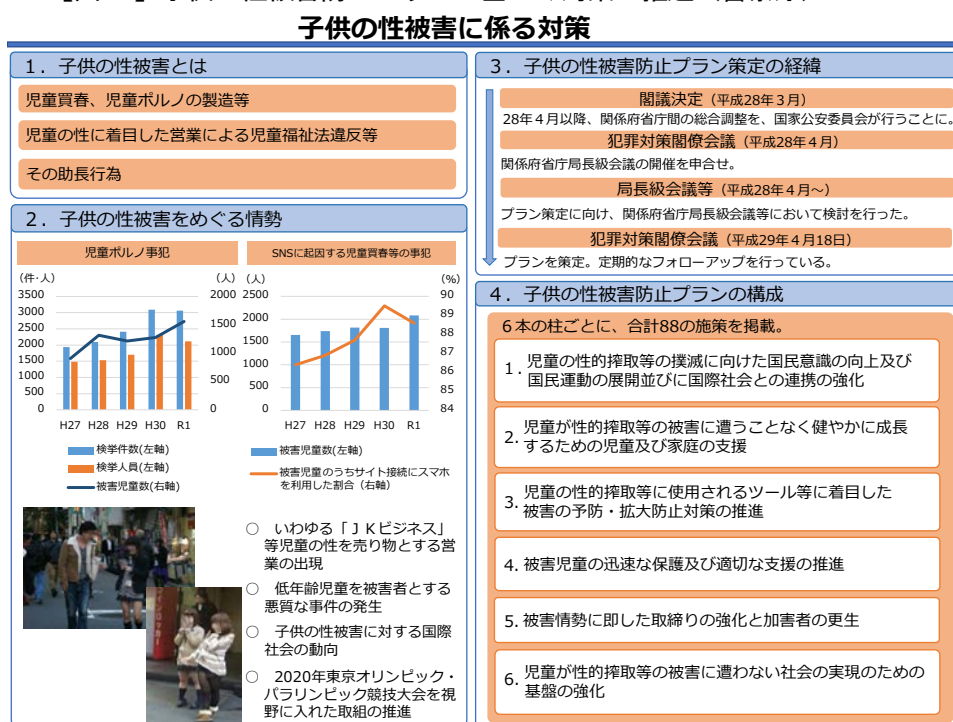 子供の性被害に係る対策
１．子供の性被害とは
児童買春、児童ポルノの製造等
児童の性に着目した営業による児童福祉法違反等
その助長行為
２．子供の性被害をめぐる情勢
児童ポルノ事犯
(件･人)
(人)
3500
3000
2500
2000
1500
1000
500
0
2000
1500
1000
500
0
H27 H28 H29 H30 R1
検挙件数(左軸)
検挙人員(左軸)
被害児童数(右軸)
SNSに起因する児童買春等の事犯
(人)
(%)
2500
2000
1500
1000
500
0
90
89
88
87
86
85
84
H27 H28 H29 H30 R1
被害児童数(左軸)
被害児童のうちサイト接続にスマホ
を利用した割合（右軸）
○　いわゆる「ＪＫビジネス」
等児童の性を売り物とする営
業の出現
○　低年齢児童を被害者とする
悪質な事件の発生
○　子供の性被害に対する国際
社会の動向
○　2020年東京オリンピック・
パラリンピック競技大会を視
野に入れた取組の推進
３．子供の性被害防止プラン策定の経緯
閣議決定（平成28年３月）
28年４月以降、関係府省庁間の総合調整を、国家公安委員会が行うことに。
犯罪対策閣僚会議（平成28年４月）
関係府省庁局長級会議の開催を申合せ。
局長級会議等（平成28年４月～）
プラン策定に向け、関係府省庁局長級会議等において検討を行った。
犯罪対策閣僚会議（平成29年４月18日）
プランを策定。定期的なフォローアップを行っている。
４．子供の性被害防止プランの構成
６本の柱ごとに、合計88の施策を掲載。
1. 児童の性的搾取等の撲滅に向けた国民意識の向上及び
国民運動の展開並びに国際社会との連携の強化
2. 児童が性的搾取等の被害に遭うことなく健やかに成長
するための児童及び家庭の支援
3. 児童の性的搾取等に使用されるツール等に着目した
被害の予防・拡大防止対策の推進
4. 被害児童の迅速な保護及び適切な支援の推進
5. 被害情勢に即した取締りの強化と加害者の更生
6. 児童が性的搾取等の被害に遭わない社会の実現のための
基盤の強化